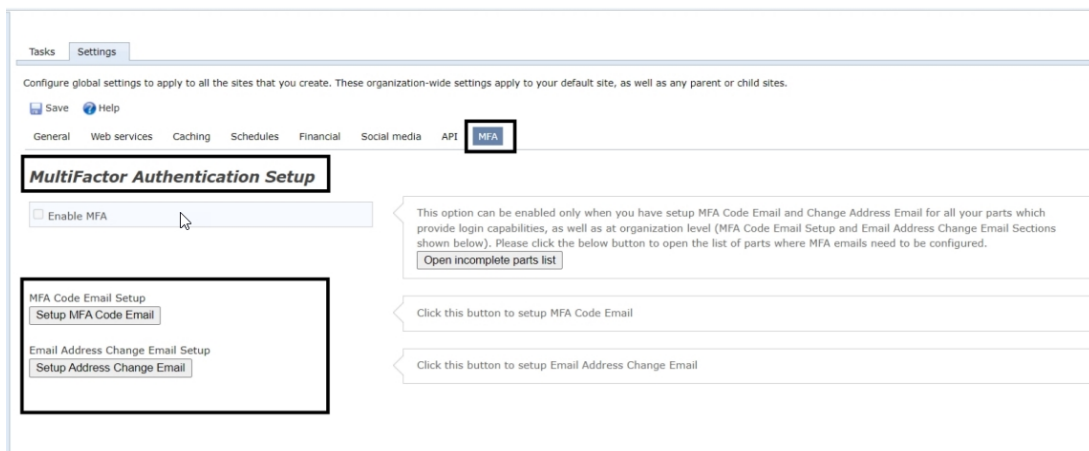 Tasks Settings
Configure global settings to apply to all the sites that you create. These organization-wide settings apply to your default site, as well as any parent or child sites.
Save Help
General Web services Caching Schedules Financial Social media API MFA
MultiFactor Authentication Setup
Enable MFA
This option can be enabled only when you have setup MFA Code Email and Change Address Email for all your parts which
provide login capabilities, as well as at organization level (MFA Code Email Setup and Email Address Change Email Sections
shown below). Please click the below button to open the list of parts where MFA emails need to be configured.
Open incomplete parts list
MFA Code Email Setup
Setup MFA Code Email
Click this button to setup MFA Code Email
Email Address Change Email Setup
Setup Address Change Email
Click this button to setup Email Address Change Email